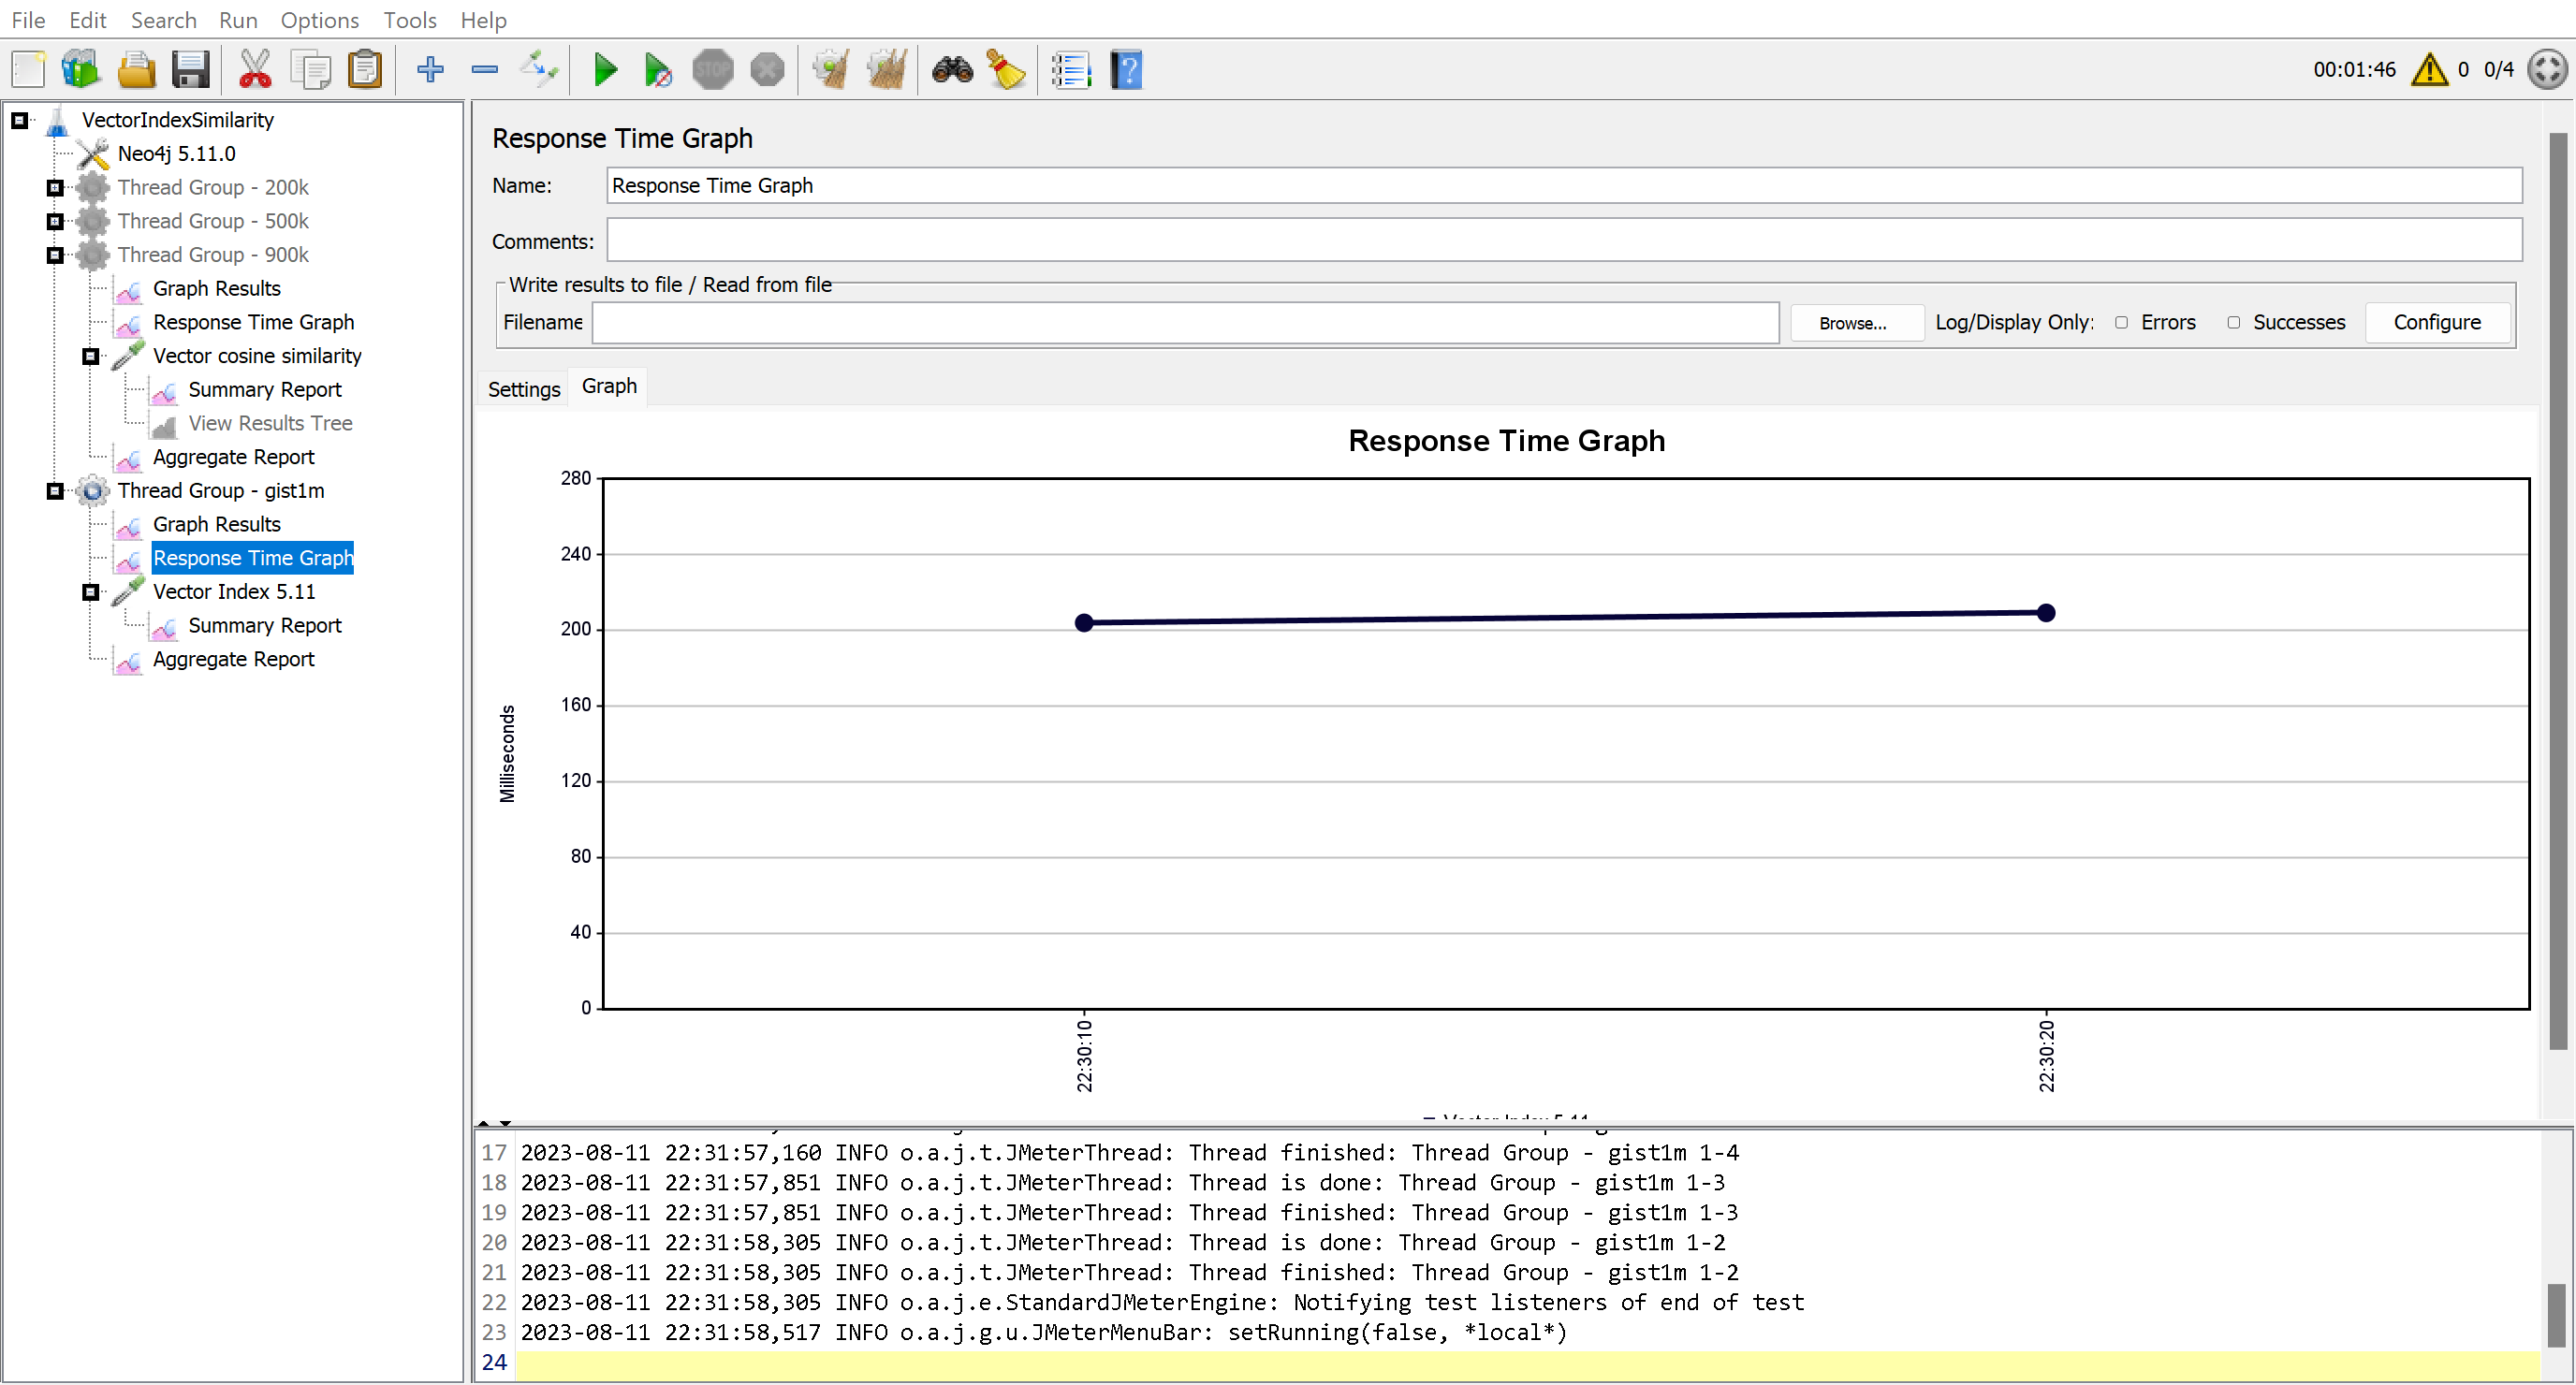 File Edit Search Run Options Tools Help
STOP
00:01:46 0 0/4
VectorIndexSimilarity
Neo4j 5.11.0
Thread Group - 200k
Thread Group - 500k
Thread Group - 900k
Graph Results
Response Time Graph
Vector cosine similarity
Summary Report
View Results Tree
Aggregate Report
Thread Group - gist1m
Graph Results
Response Time Graph
Vector Index 5.11
Summary Report
Aggregate Report
Response Time Graph
Name: Response Time Graph
Comments:
Write results to file / Read from file
Filename Browse... Log/Display Only: Errors Successes Configure
Settings Graph
Response Time Graph
280
240
200
160
120
80
40
0
Milliseconds
22:30:10 22:30:20
Vector Index 5.11
17 2023-08-11 22:31:57,160 INFO o.a.j.t.JMeterThread: Thread finished: Thread Group - gist1m 1-4
18 2023-08-11 22:31:57,851 INFO o.a.j.t.JMeterThread: Thread is done: Thread Group - gist1m 1-3
19 2023-08-11 22:31:57,851 INFO o.a.j.t.JMeterThread: Thread finished: Thread Group - gist1m 1-3
20 2023-08-11 22:31:58,305 INFO o.a.j.t.JMeterThread: Thread is done: Thread Group - gist1m 1-2
21 2023-08-11 22:31:58,305 INFO o.a.j.t.JMeterThread: Thread finished: Thread Group - gist1m 1-2
22 2023-08-11 22:31:58,305 INFO o.a.j.e.StandardJMeterEngine: Notifying test listeners of end of test
23 2023-08-11 22:31:58,517 INFO o.a.j.g.u.JMeterMenuBar: setRunning(false, *local*)
24